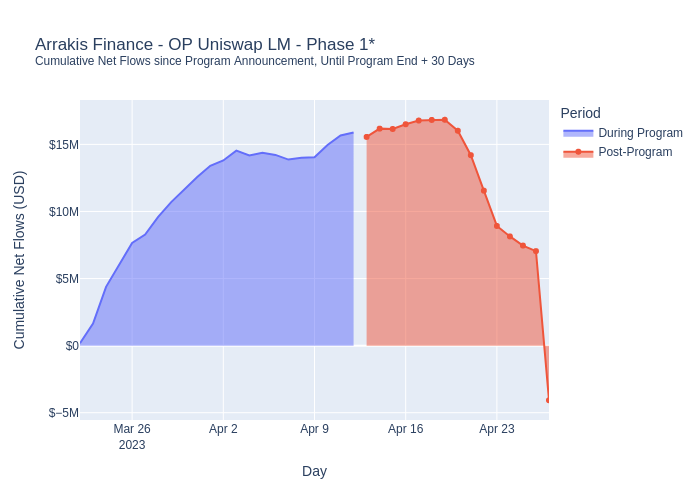 Arrakis Finance - OP Uniswap LM - Phase 1*
Cumulative Net Flows since Program Announcement, Until Program End + 30 Days
Period
During Program
Post-Program
Cumulative Net Flows (USD)
$15M
$10M
$5M
$0
$−5M
Mar 26
2023
Apr 2
Apr 9
Apr 16
Apr 23
Day